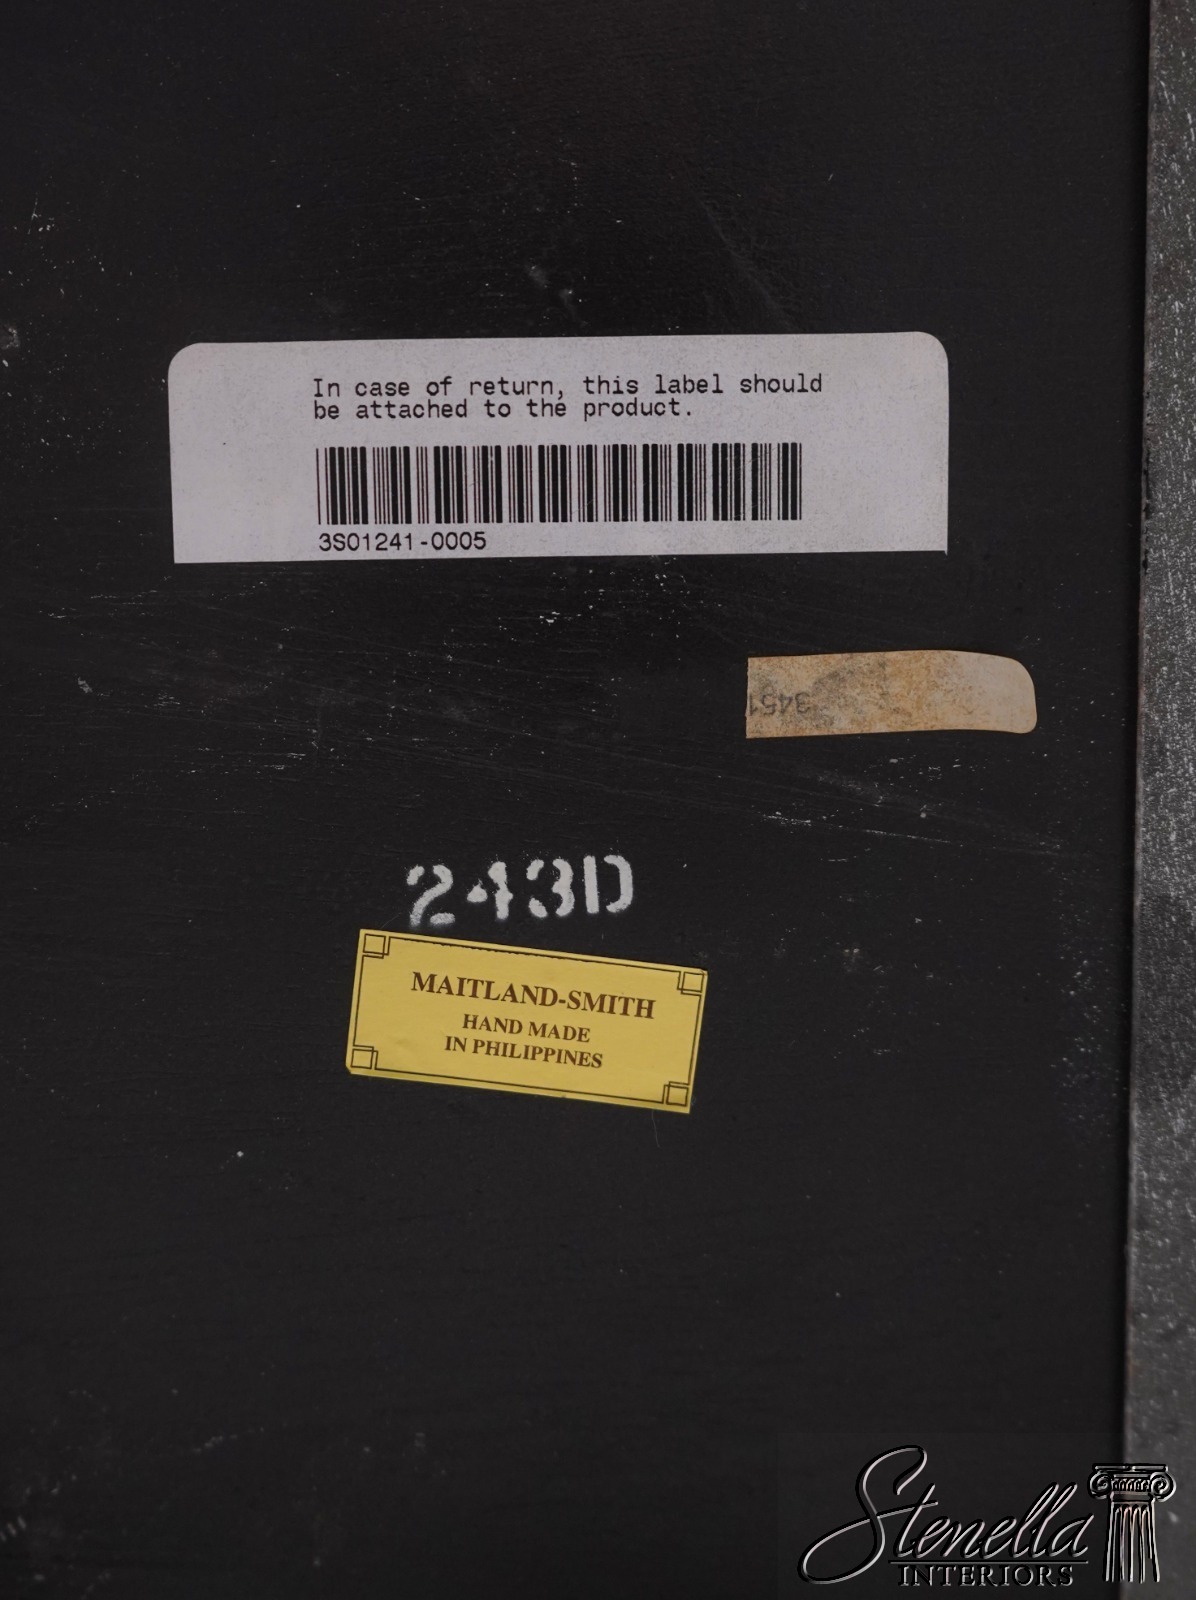 In case of return, this label should
be attached to the product.
3S01241-0005
3451
243D
MAITLAND-SMITH
HAND MADE
IN PHILIPPINES
Stenella
INTERIORS